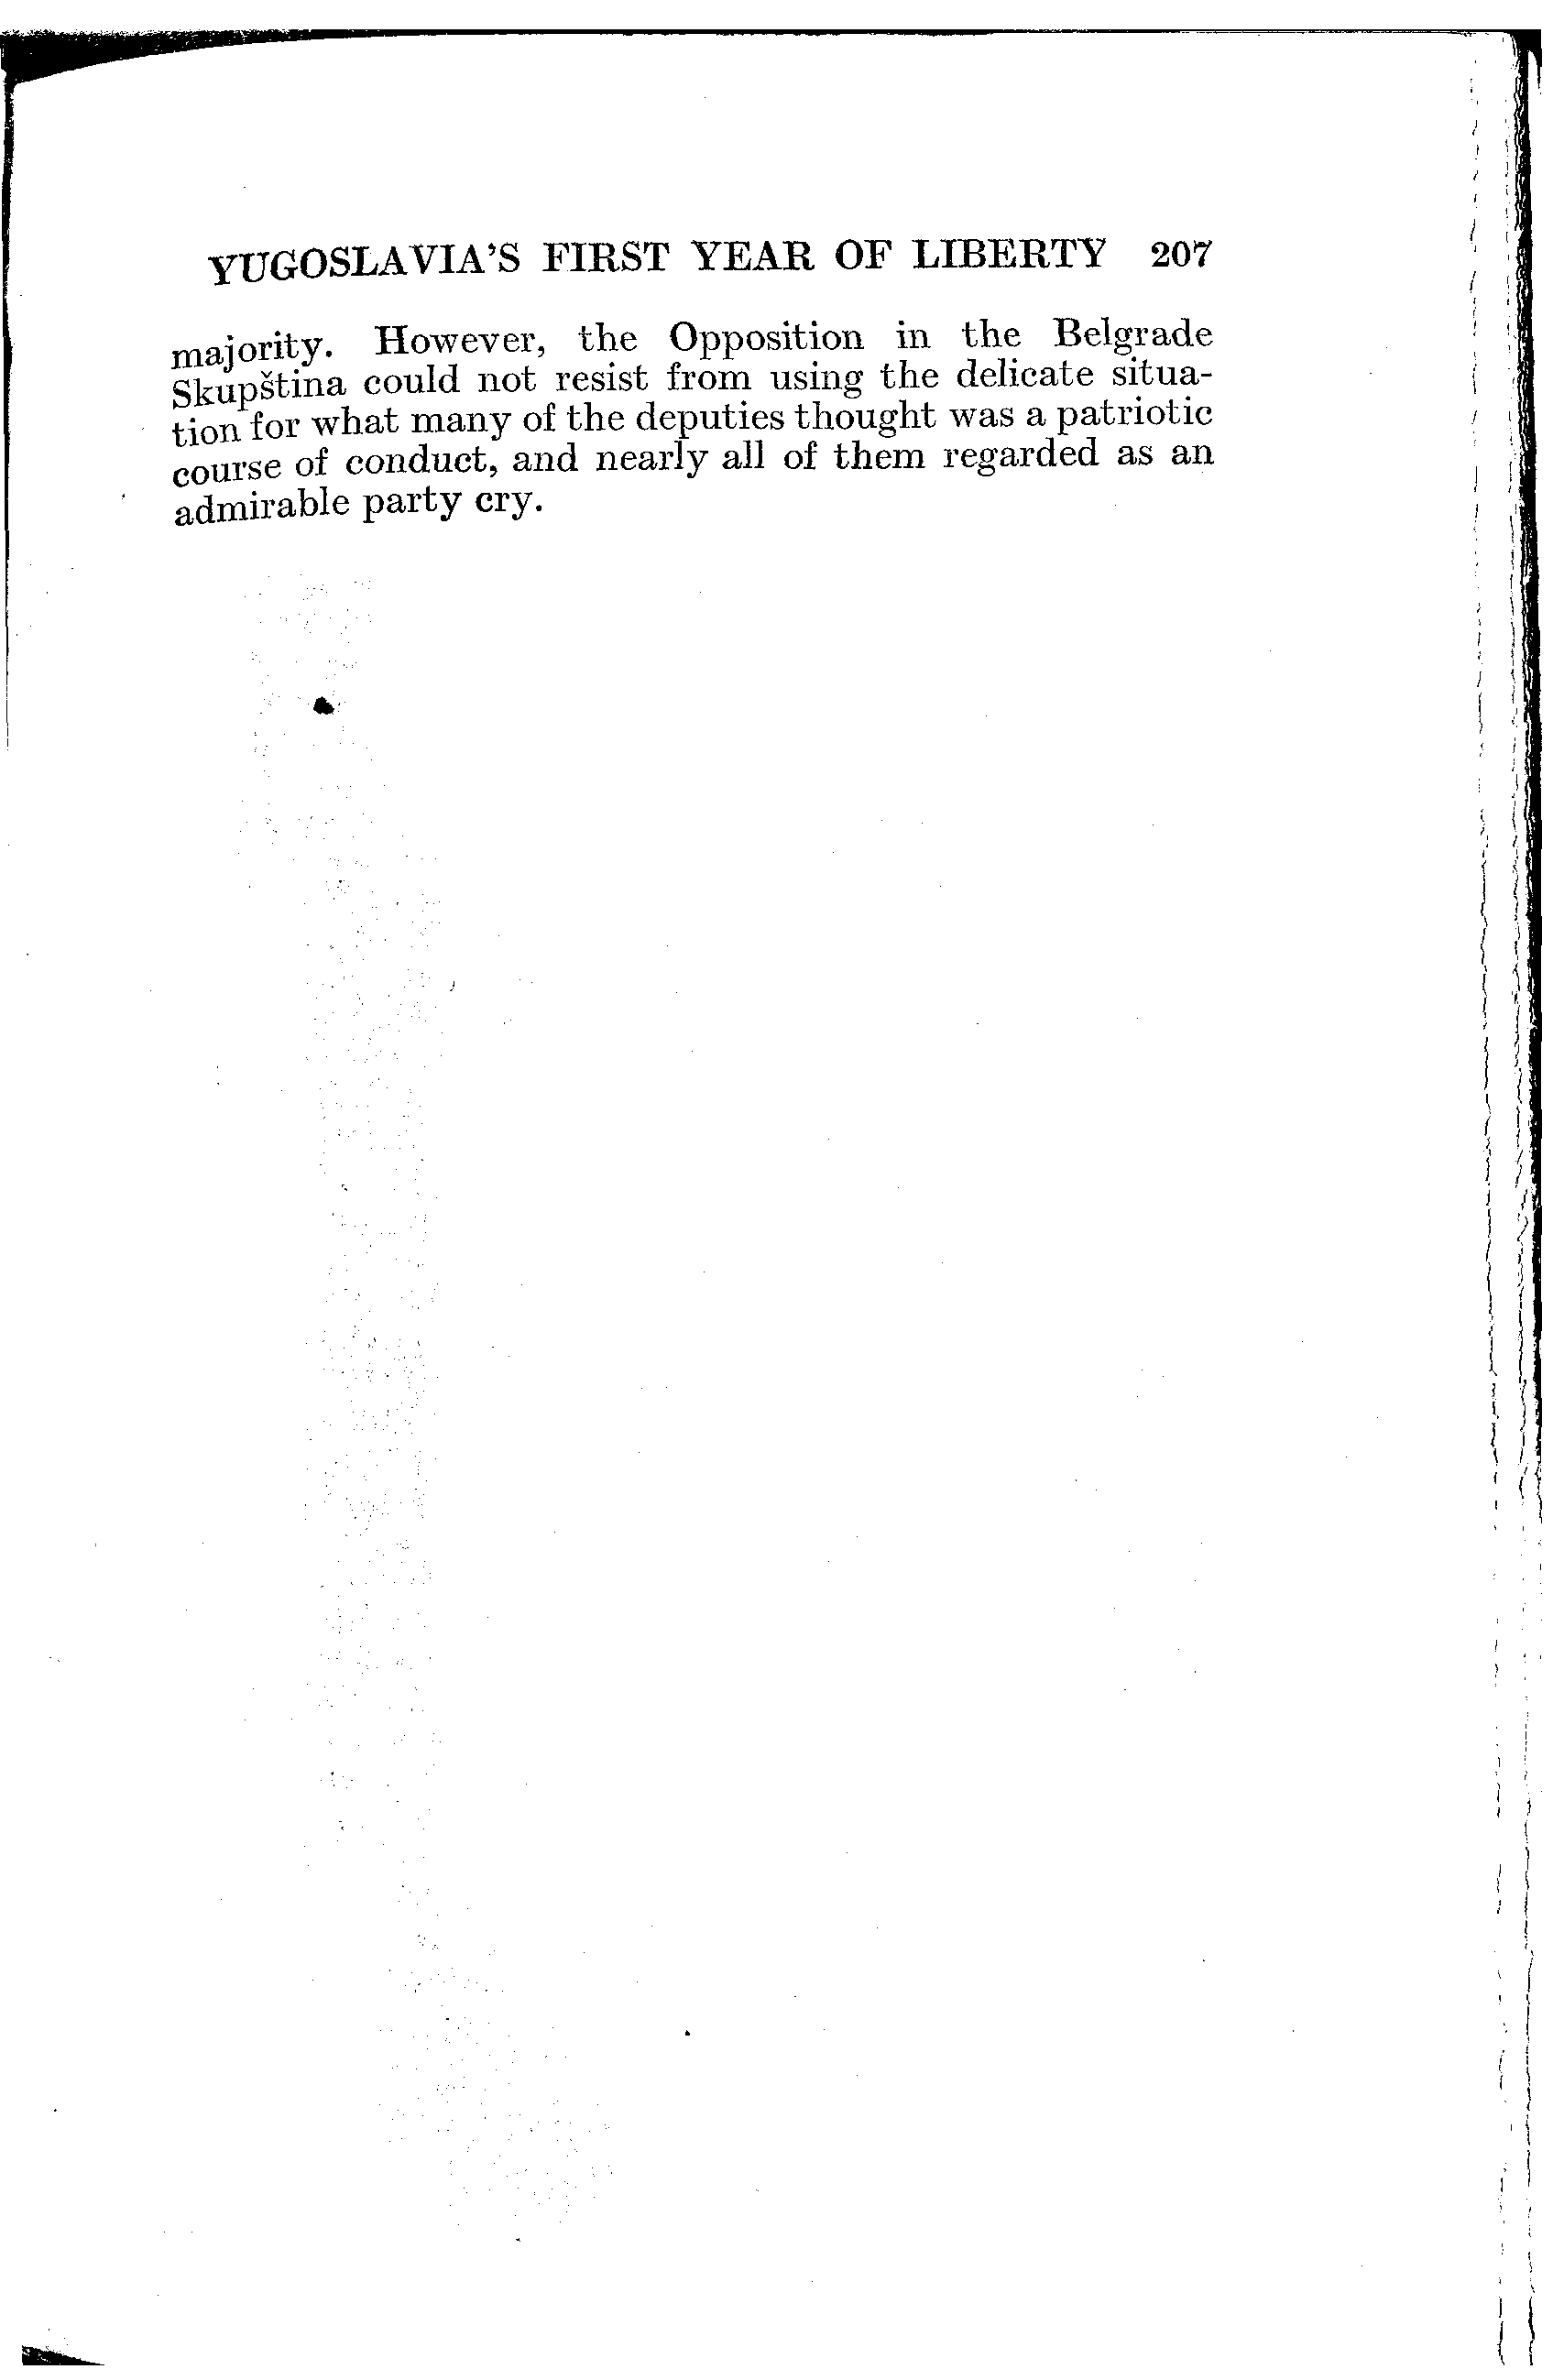 YUGOSLAVIA'S FIRST YEAR OF LIBERTY 207
majority. However, the Opposition in the Belgrade
Skupština could not resist from using the delicate situa-
tion for what many of the deputies thought was a patriotic
course of conduct, and nearly all of them regarded as an
admirable party cry.